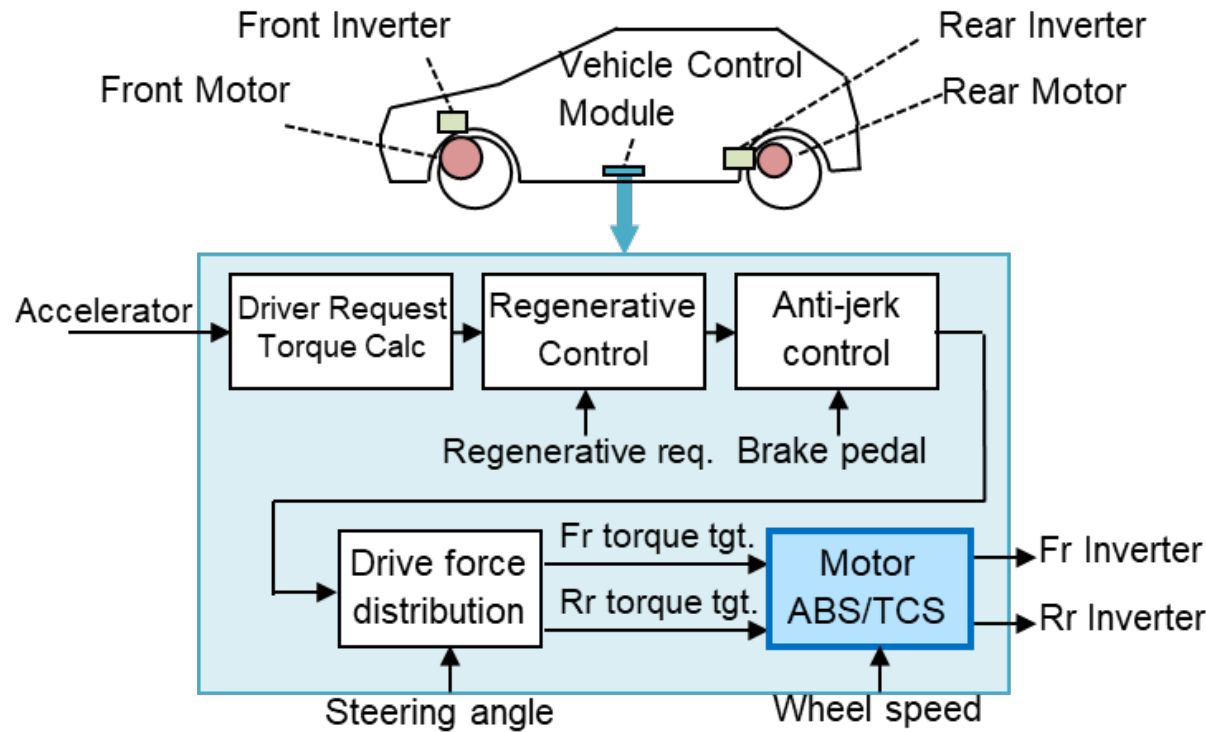 Front Inverter
Rear Inverter
Front Motor
Vehicle Control
Module
Rear Motor
Accelerator
Driver Request
Torque Calc
Regenerative
Control
Anti-jerk
control
Regenerative req.
Brake pedal
Drive force
distribution
Fr torque tgt.
Rr torque tgt.
Motor
ABS/TCS
Fr Inverter
Rr Inverter
Steering angle
Wheel speed